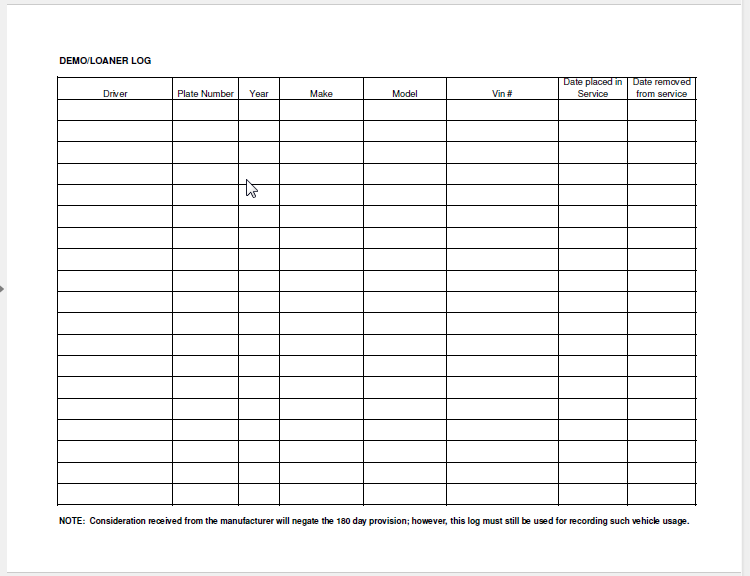 DEMO/LOANER LOG
Driver Plate Number Year Make Model Vin # Date placed in Service Date removed from service
NOTE:  Consideration received from the manufacturer will negate the 180 day provision; however, this log must still be used for recording such vehicle usage.